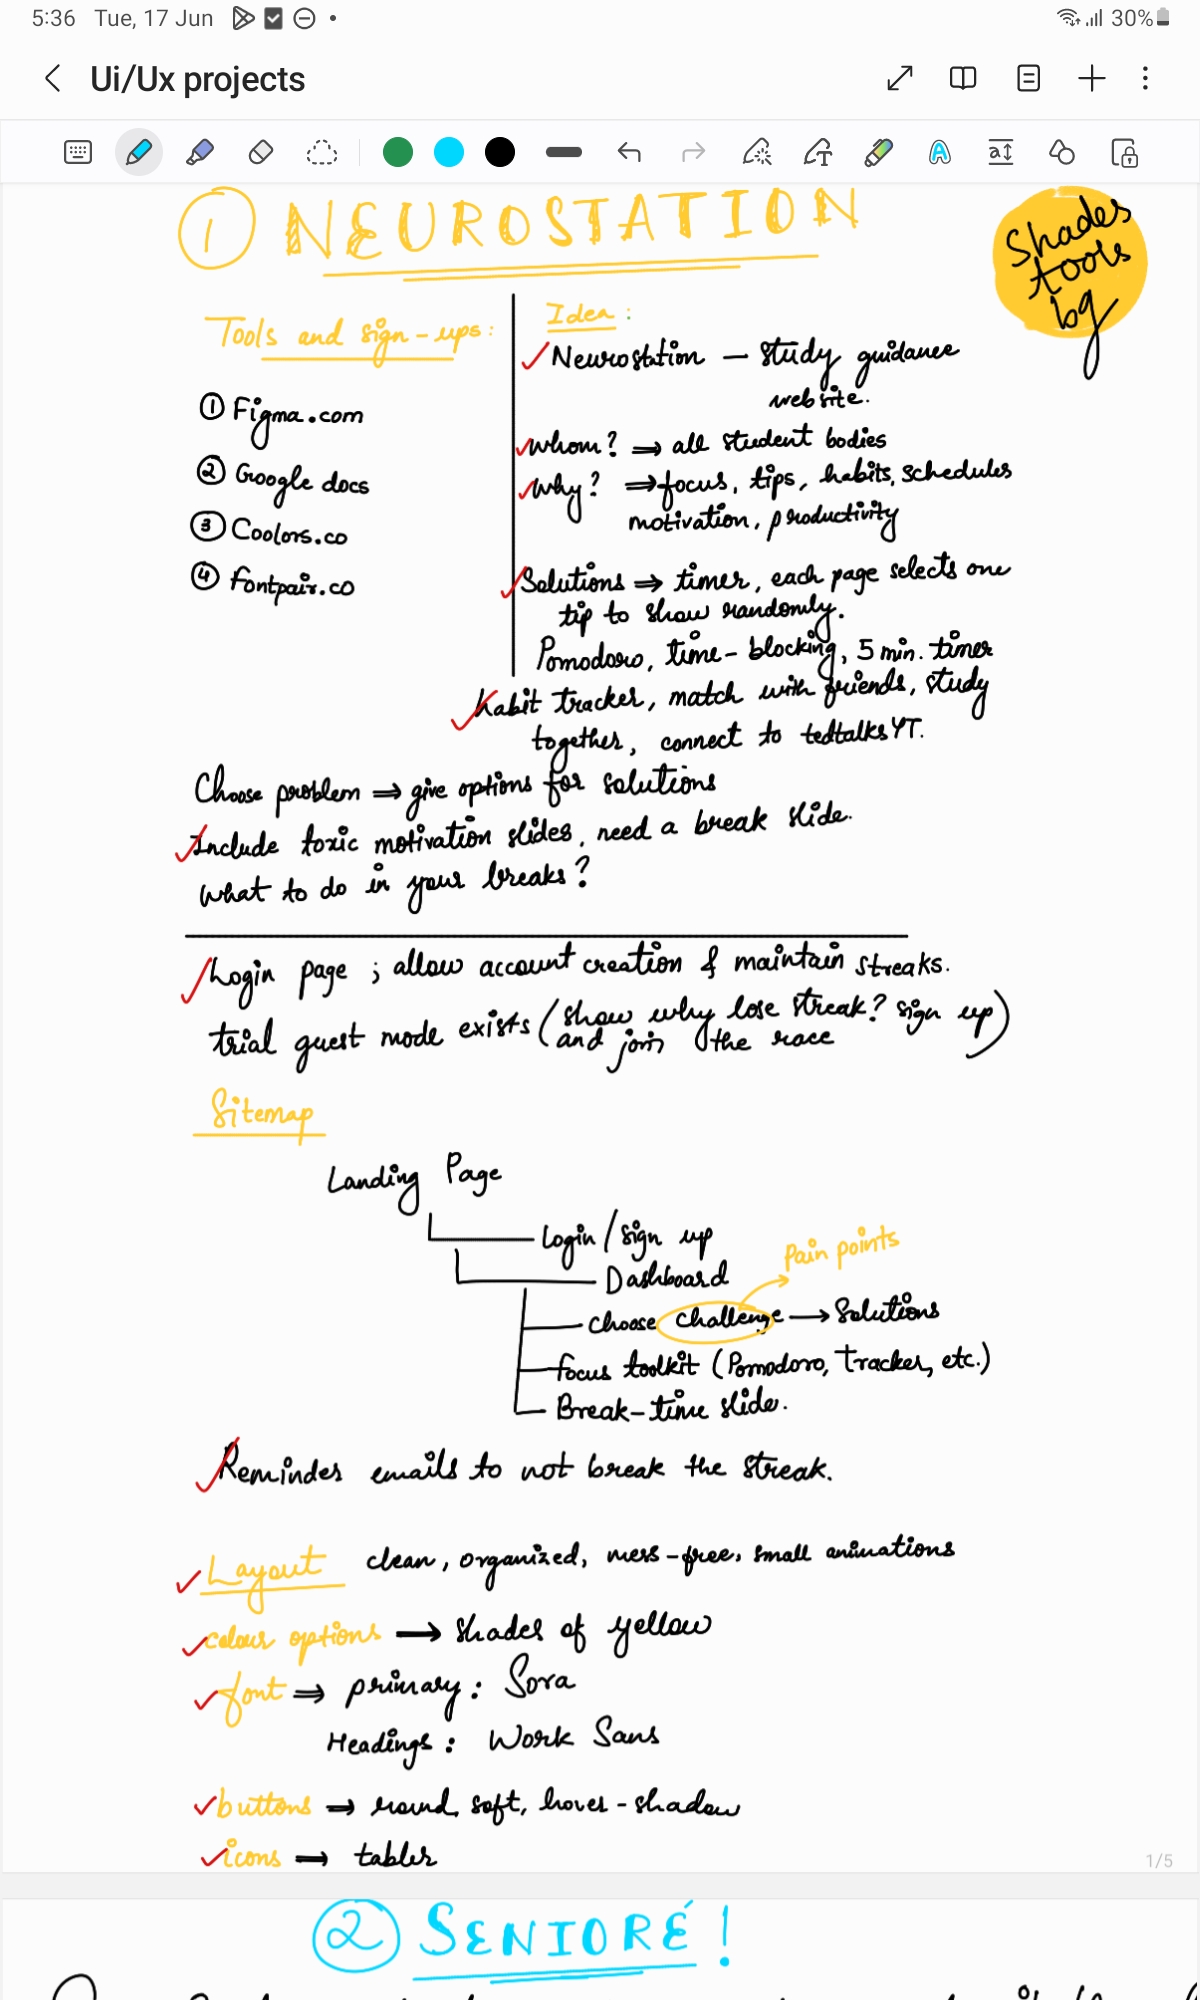 5:36 Tue, 17 Jun
30%
Ui/Ux projects
① NEUROSTATION
Shades
tools
bg
Tools and sign-ups:
① Figma.com
② Google docs
③ Coolors.co
④ Fontpair.co
Idea :
Neurostation — study guidance
website.
Whom? ⇒ all student bodies
Why? ⇒ focus, tips, habits, schedules
motivation, productivity
Solutions ⇒ timer, each page selects one
tip to show randomly.
Pomodoro, time-blocking, 5 min. timer
habit tracker, match with friends, study
together, connect to tedtalks YT.
Choose problem ⇒ give options for solutions
Include toxic motivation slides, need a break slide.
What to do in your breaks?
Login page ; allow account creation & maintain streaks.
trial guest mode exists (show why lose streak? sign up)
and join the race
Sitemap
Landing Page
Login / Sign up
Dashboard
Pain points
Choose Challenge → Solutions
Focus toolkit (Pomodoro, Tracker, etc.)
Break-time slide.
Reminder emails to not break the streak.
Layout clean, organized, mess-free, small animations
colour options → shades of yellow
font ⇒ primary: Sora
Headings: Work Sans
buttons ⇒ round, soft, hover-shadow
icons ⇒ tabler
1/5
② SENIORÉ!